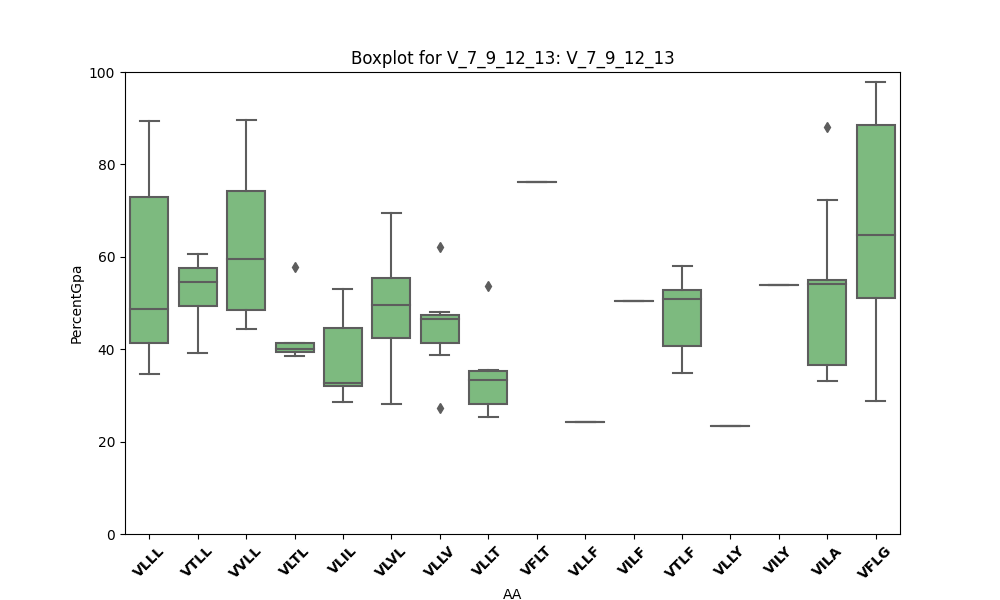 Boxplot for V_7_9_12_13: V_7_9_12_13
100
80
60
40
20
0
PercentGpa
VLLL VTLL VVLL VLTL VLIL VLVL VLLV VLLT VFLT VLLF VILF VTLF VLLY VILY VILA VFLG
AA